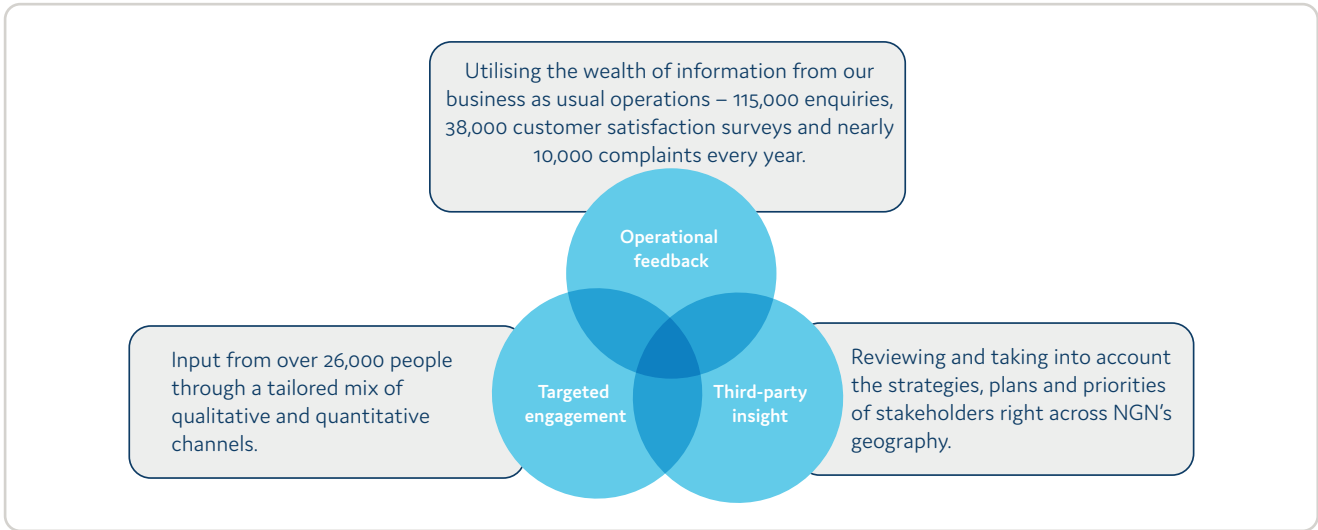 Utilising the wealth of information from our
business as usual operations – 115,000 enquiries,
38,000 customer satisfaction surveys and nearly
10,000 complaints every year.
Operational
feedback
Input from over 26,000 people
through a tailored mix of
qualitative and quantitative
channels.
Targeted
engagement
Third-party
insight
Reviewing and taking into account
the strategies, plans and priorities
of stakeholders right across NGN’s
geography.